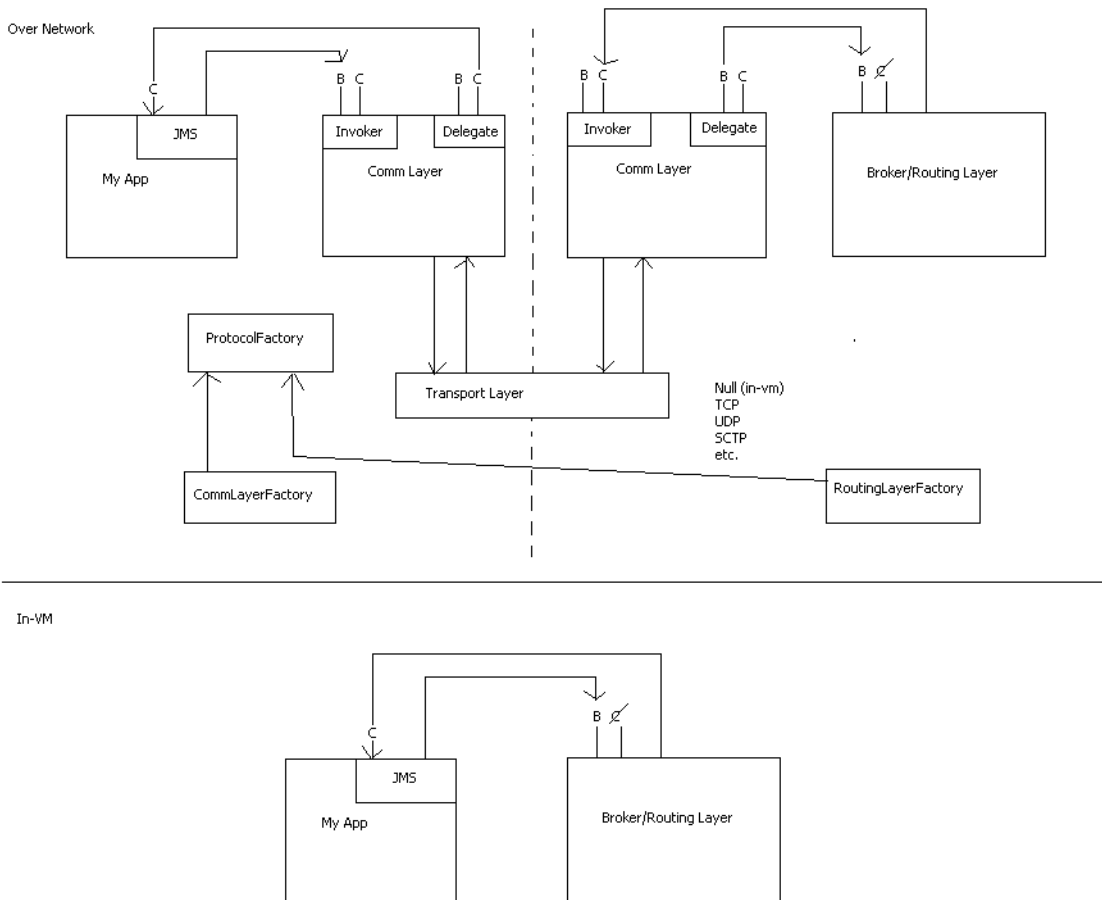 Over Network
B C
B C
B C
B C
B C
C
JMS
My App
Invoker
Delegate
Comm Layer
Invoker
Delegate
Comm Layer
Broker/Routing Layer
ProtocolFactory
Transport Layer
Null (in-vm)
TCP
UDP
SCTP
etc.
CommLayerFactory
RoutingLayerFactory
In-VM
B C
C
JMS
My App
Broker/Routing Layer